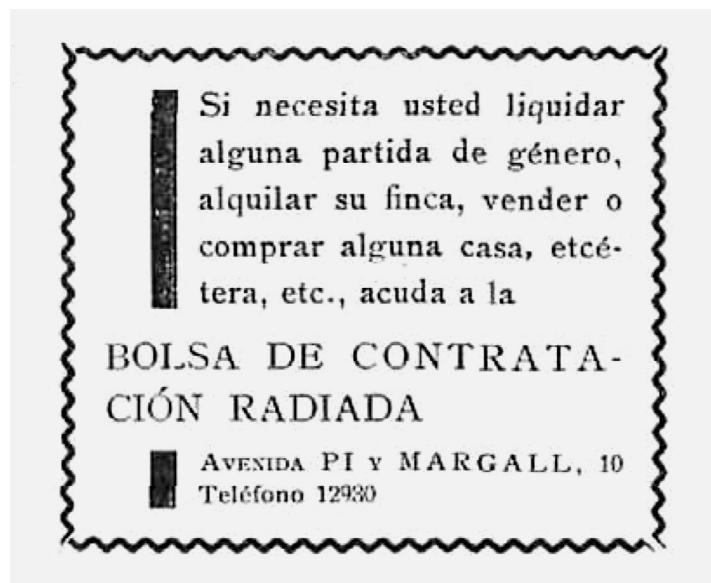 Si necesita usted liquidar
alguna partida de género,
alquilar su finca, vender o
comprar alguna casa, etcé-
tera, etc., acuda a la
BOLSA DE CONTRATA-
CIÓN RADIADA
AVENIDA PI Y MARGALL, 10
Teléfono 12930